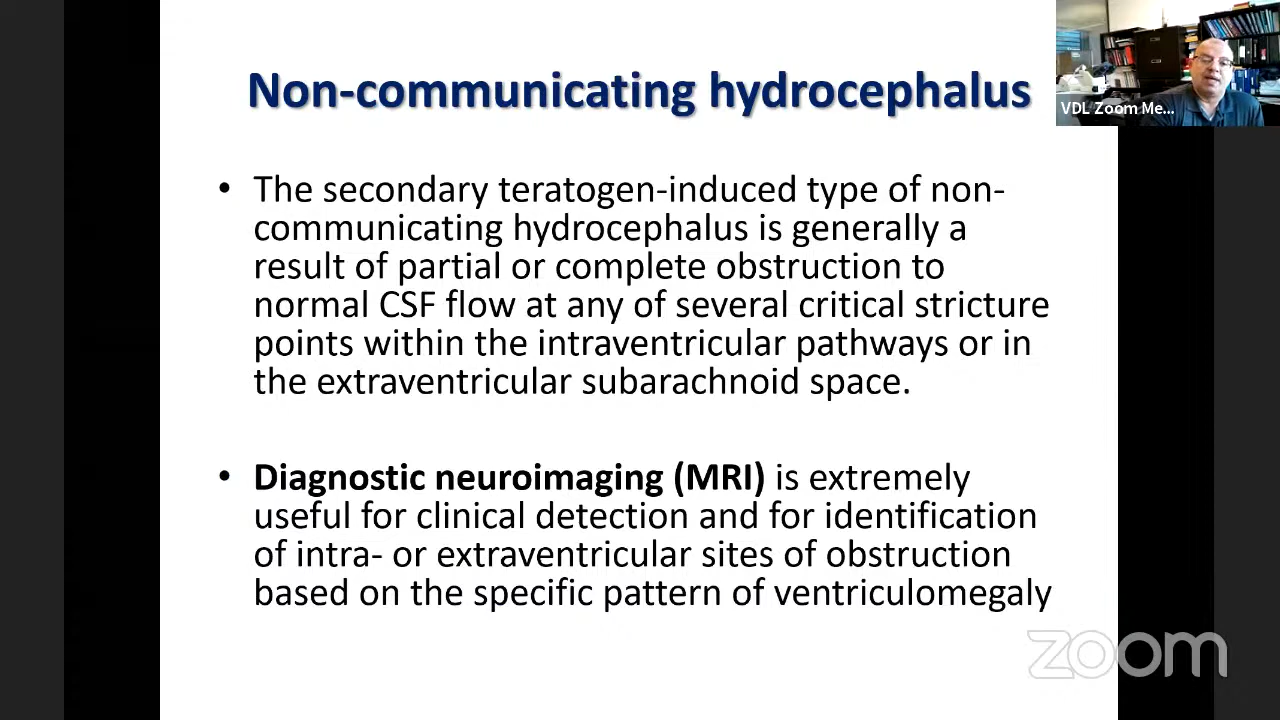 Non-communicating hydrocephalus
VDL Zoom Me...
• The secondary teratogen-induced type of non-
communicating hydrocephalus is generally a
result of partial or complete obstruction to
normal CSF flow at any of several critical stricture
points within the intraventricular pathways or in
the extraventricular subarachnoid space.
• Diagnostic neuroimaging (MRI) is extremely
useful for clinical detection and for identification
of intra- or extraventricular sites of obstruction
based on the specific pattern of ventriculomegaly
zoom